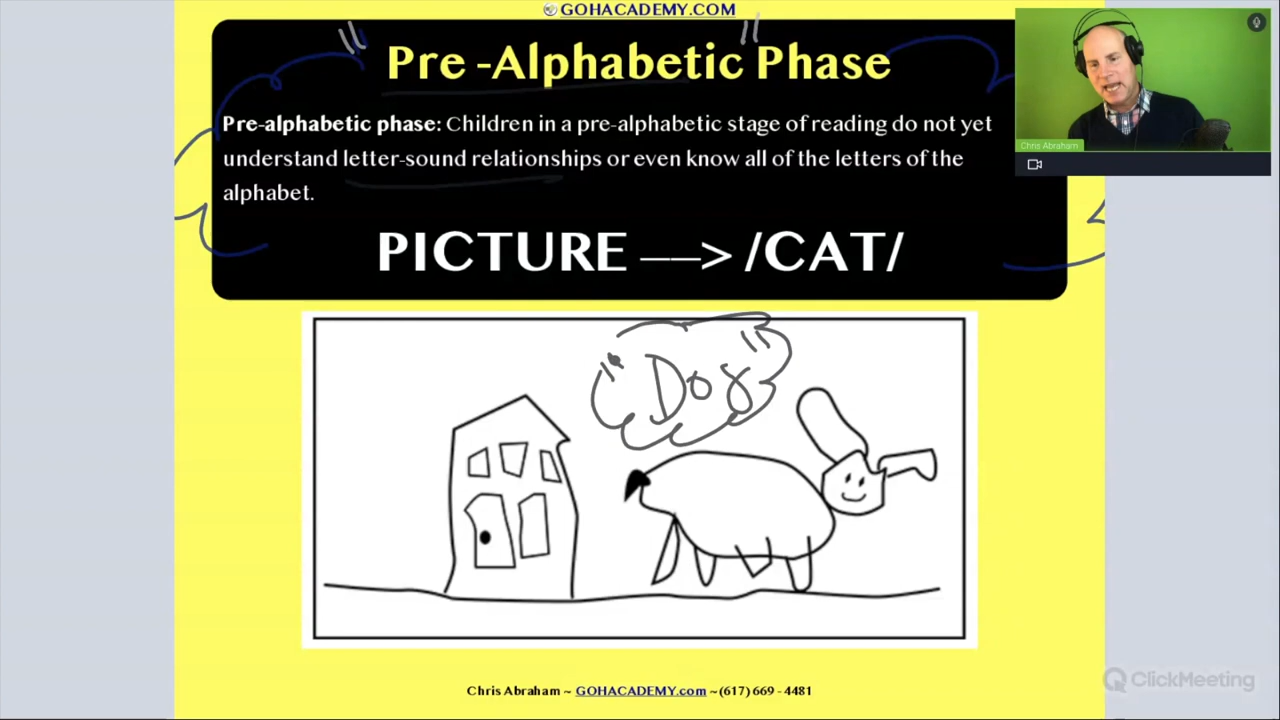 GOHACADEMY.COM
Pre -Alphabetic Phase
Pre-alphabetic phase: Children in a pre-alphabetic stage of reading do not yet
understand letter-sound relationships or even know all of the letters of the
alphabet.
PICTURE —–> /CAT/
Chris Abraham
"Dog"
Chris Abraham ~ GOHACADEMY.com ~(617) 669 - 4481
ClickMeeting